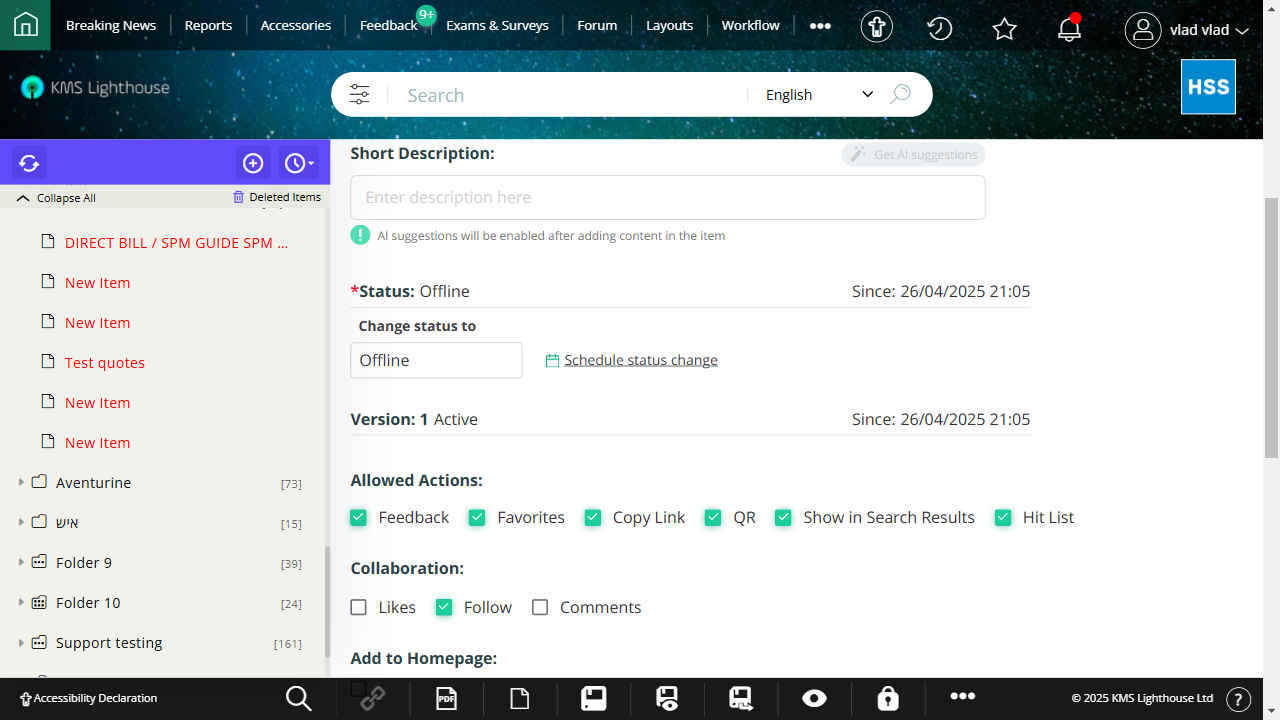 Breaking News
Reports
Accessories
Feedback
9+
Exams & Surveys
Forum
Layouts
Workflow
•••
vlad vlad
KMS Lighthouse
Search
English
HSS
Collapse All
Deleted Items
DIRECT BILL / SPM GUIDE SPM ...
New Item
New Item
Test quotes
New Item
New Item
Aventurine [73]
איש [15]
Folder 9 [39]
Folder 10 [24]
Support testing [161]
Short Description:
Get AI suggestions
Enter description here
AI suggestions will be enabled after adding content in the item
*Status: Offline
Since: 26/04/2025 21:05
Change status to
Offline
Schedule status change
Version: 1 Active
Since: 26/04/2025 21:05
Allowed Actions:
Feedback Favorites Copy Link QR Show in Search Results Hit List
Collaboration:
Likes Follow Comments
Add to Homepage:
Accessibility Declaration
PDF
•••
© 2025 KMS Lighthouse Ltd
?